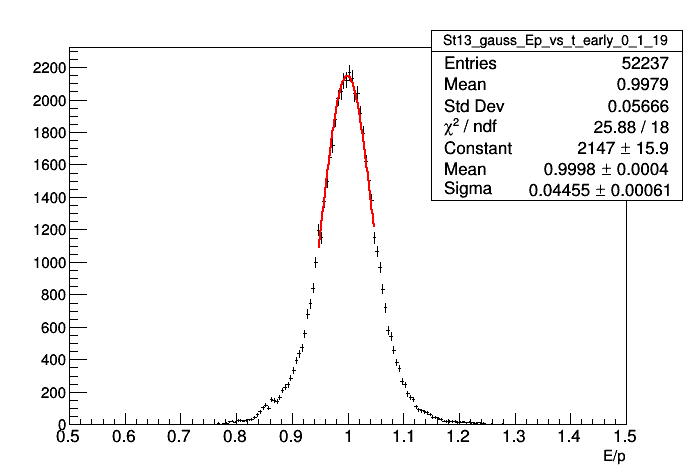 St13_gauss_Ep_vs_t_early_0_1_19
Entries 52237
Mean 0.9979
Std Dev 0.05666
χ² / ndf 25.88 / 18
Constant 2147 ± 15.9
Mean 0.9998 ± 0.0004
Sigma 0.04455 ± 0.00061
2200
2000
1800
1600
1400
1200
1000
800
600
400
200
0
0.5 0.6 0.7 0.8 0.9 1 1.1 1.2 1.3 1.4 1.5
E/p